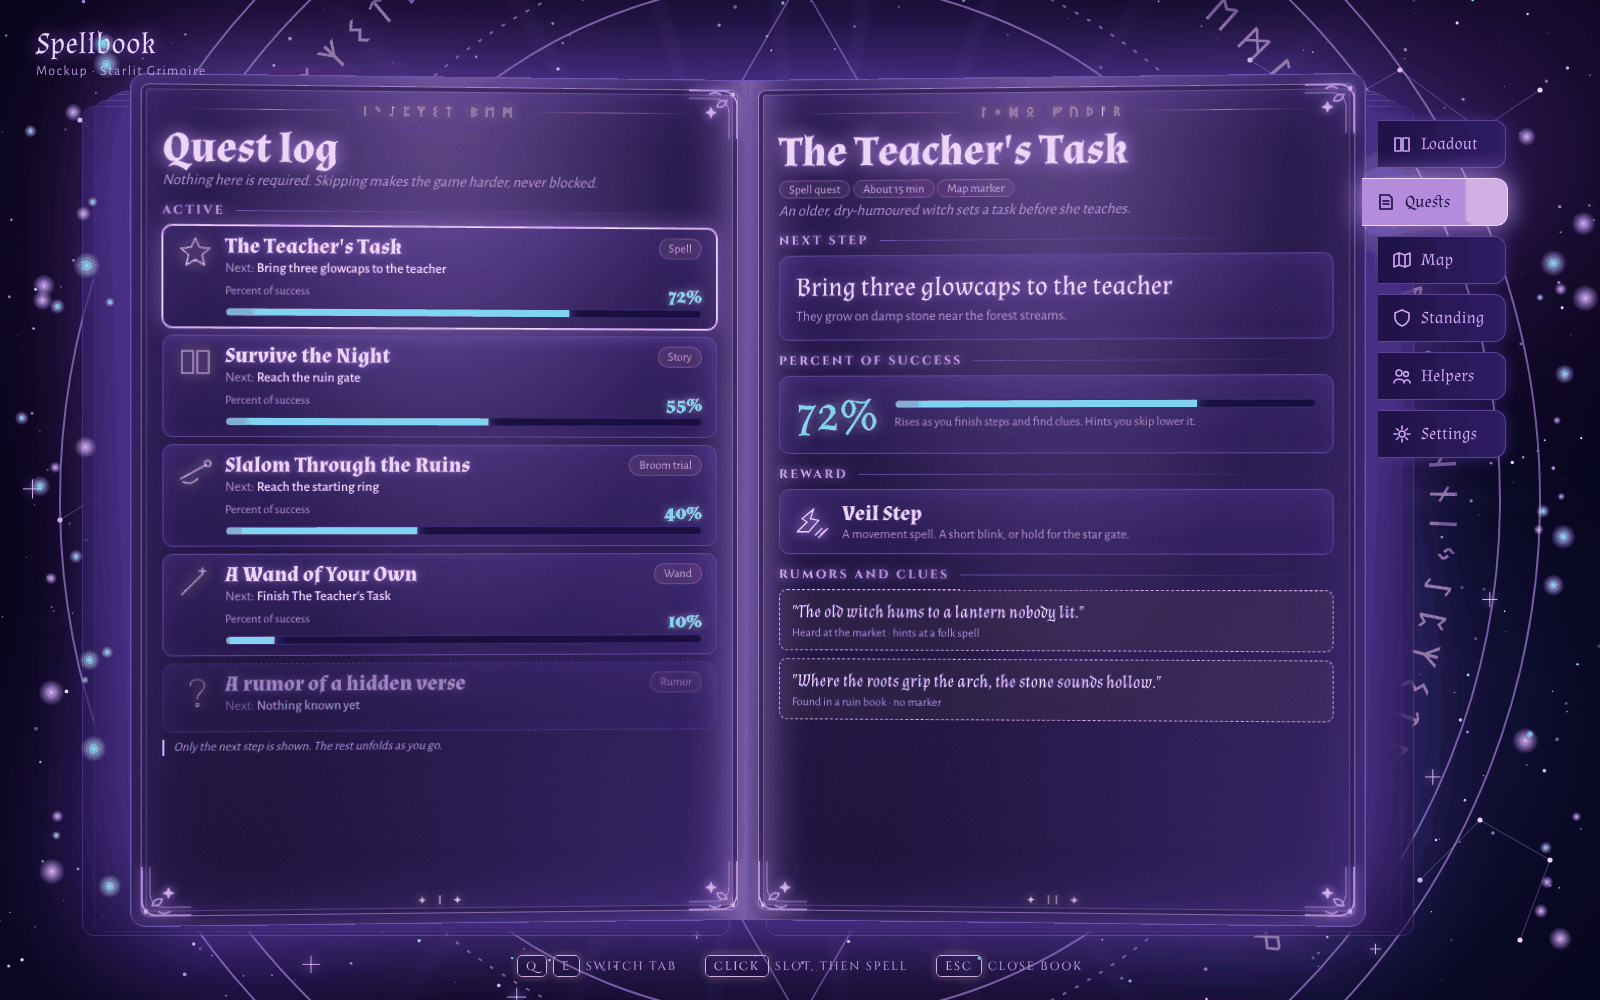 Spellbook
Mockup · Starlit Grimoire
Quest log
Nothing here is required. Skipping makes the game harder, never blocked.
ACTIVE
The Teacher's Task
Spell
Next: Bring three glowcaps to the teacher
Percent of success
72%
Survive the Night
Story
Next: Reach the ruin gate
Percent of success
55%
Slalom Through the Ruins
Broom trial
Next: Reach the starting ring
Percent of success
40%
A Wand of Your Own
Wand
Next: Finish The Teacher's Task
Percent of success
10%
A rumor of a hidden verse
Rumor
Next: Nothing known yet
Only the next step is shown. The rest unfolds as you go.
I
The Teacher's Task
Spell quest
About 15 min
Map marker
An older, dry-humoured witch sets a task before she teaches.
NEXT STEP
Bring three glowcaps to the teacher
They grow on damp stone near the forest streams.
PERCENT OF SUCCESS
72%
Rises as you finish steps and find clues. Hints you skip lower it.
REWARD
Veil Step
A movement spell. A short blink, or hold for the star gate.
RUMORS AND CLUES
"The old witch hums to a lantern nobody lit."
Heard at the market · hints at a folk spell
"Where the roots grip the arch, the stone sounds hollow."
Found in a ruin book · no marker
II
Loadout
Quests
Map
Standing
Helpers
Settings
Q E SWITCH TAB
CLICK SLOT, THEN SPELL
ESC CLOSE BOOK